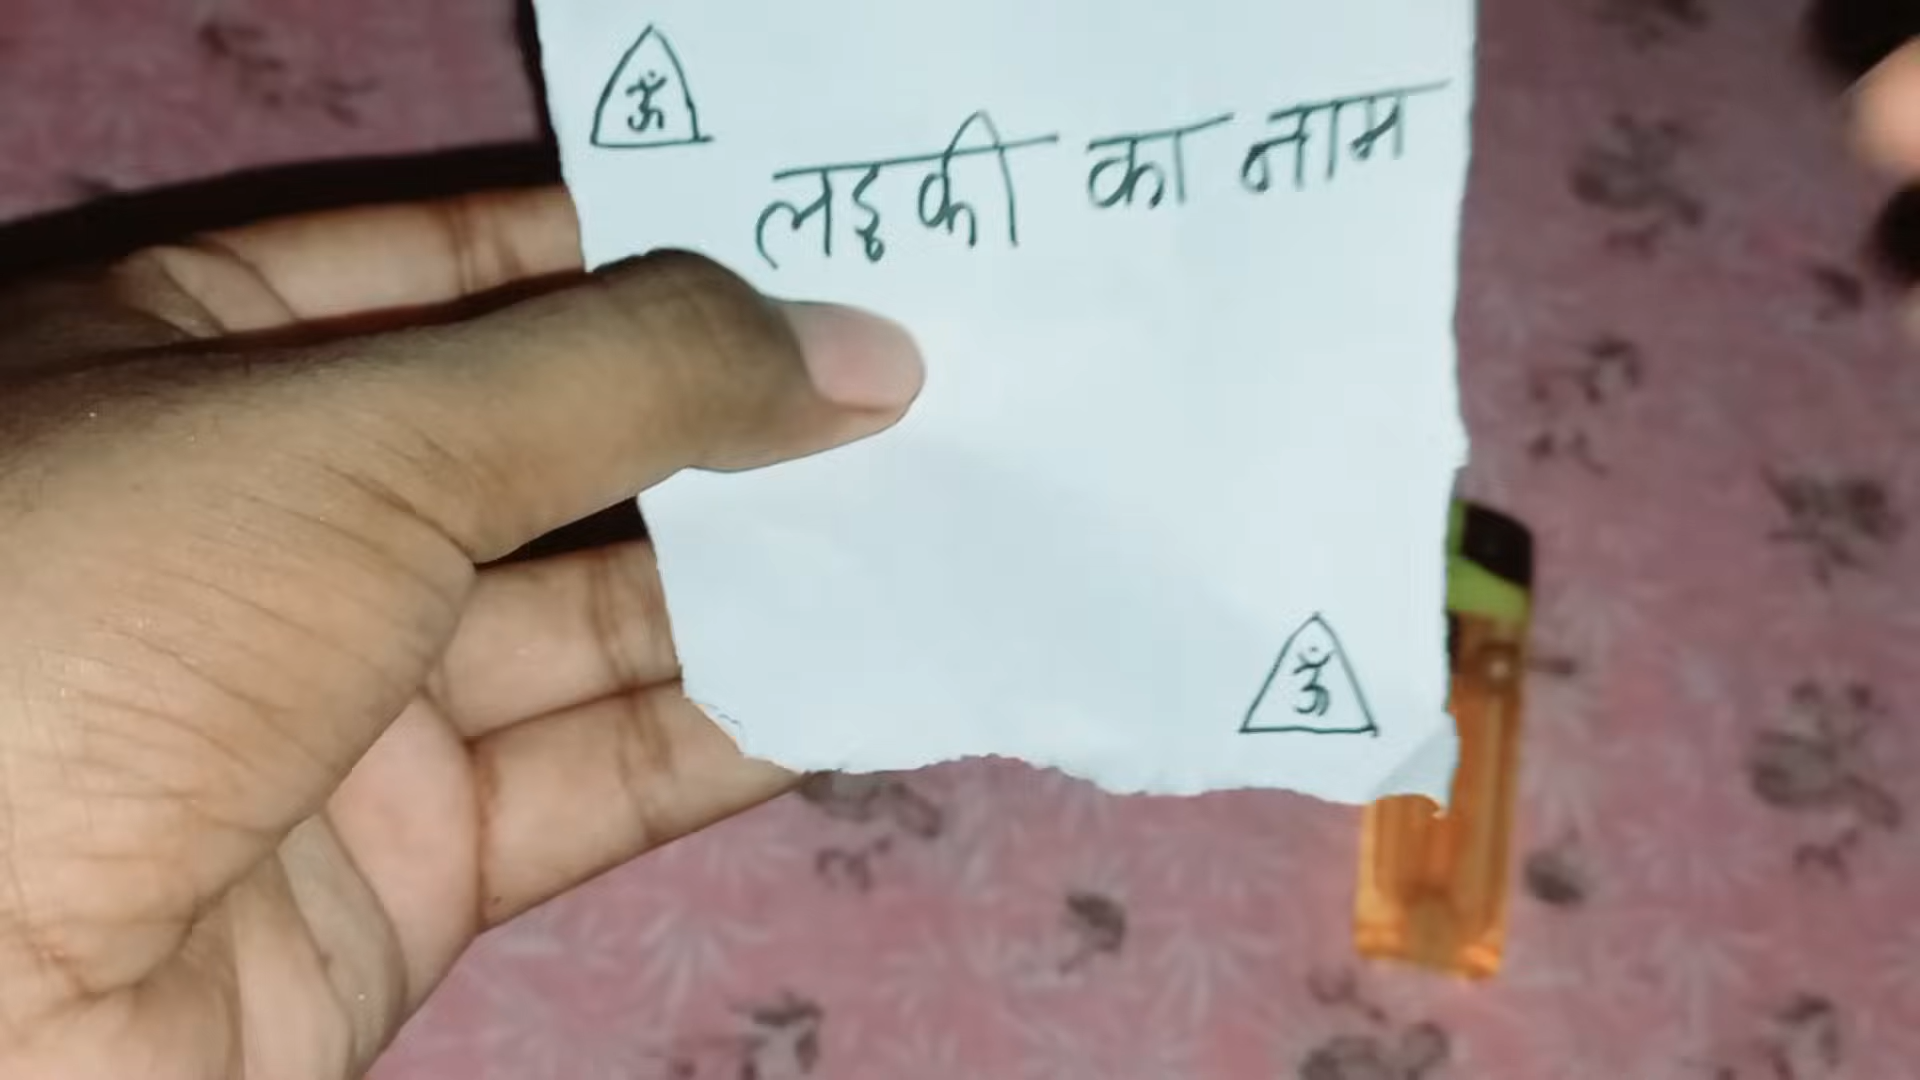 ॐ
लड़की का नाम
ॐ